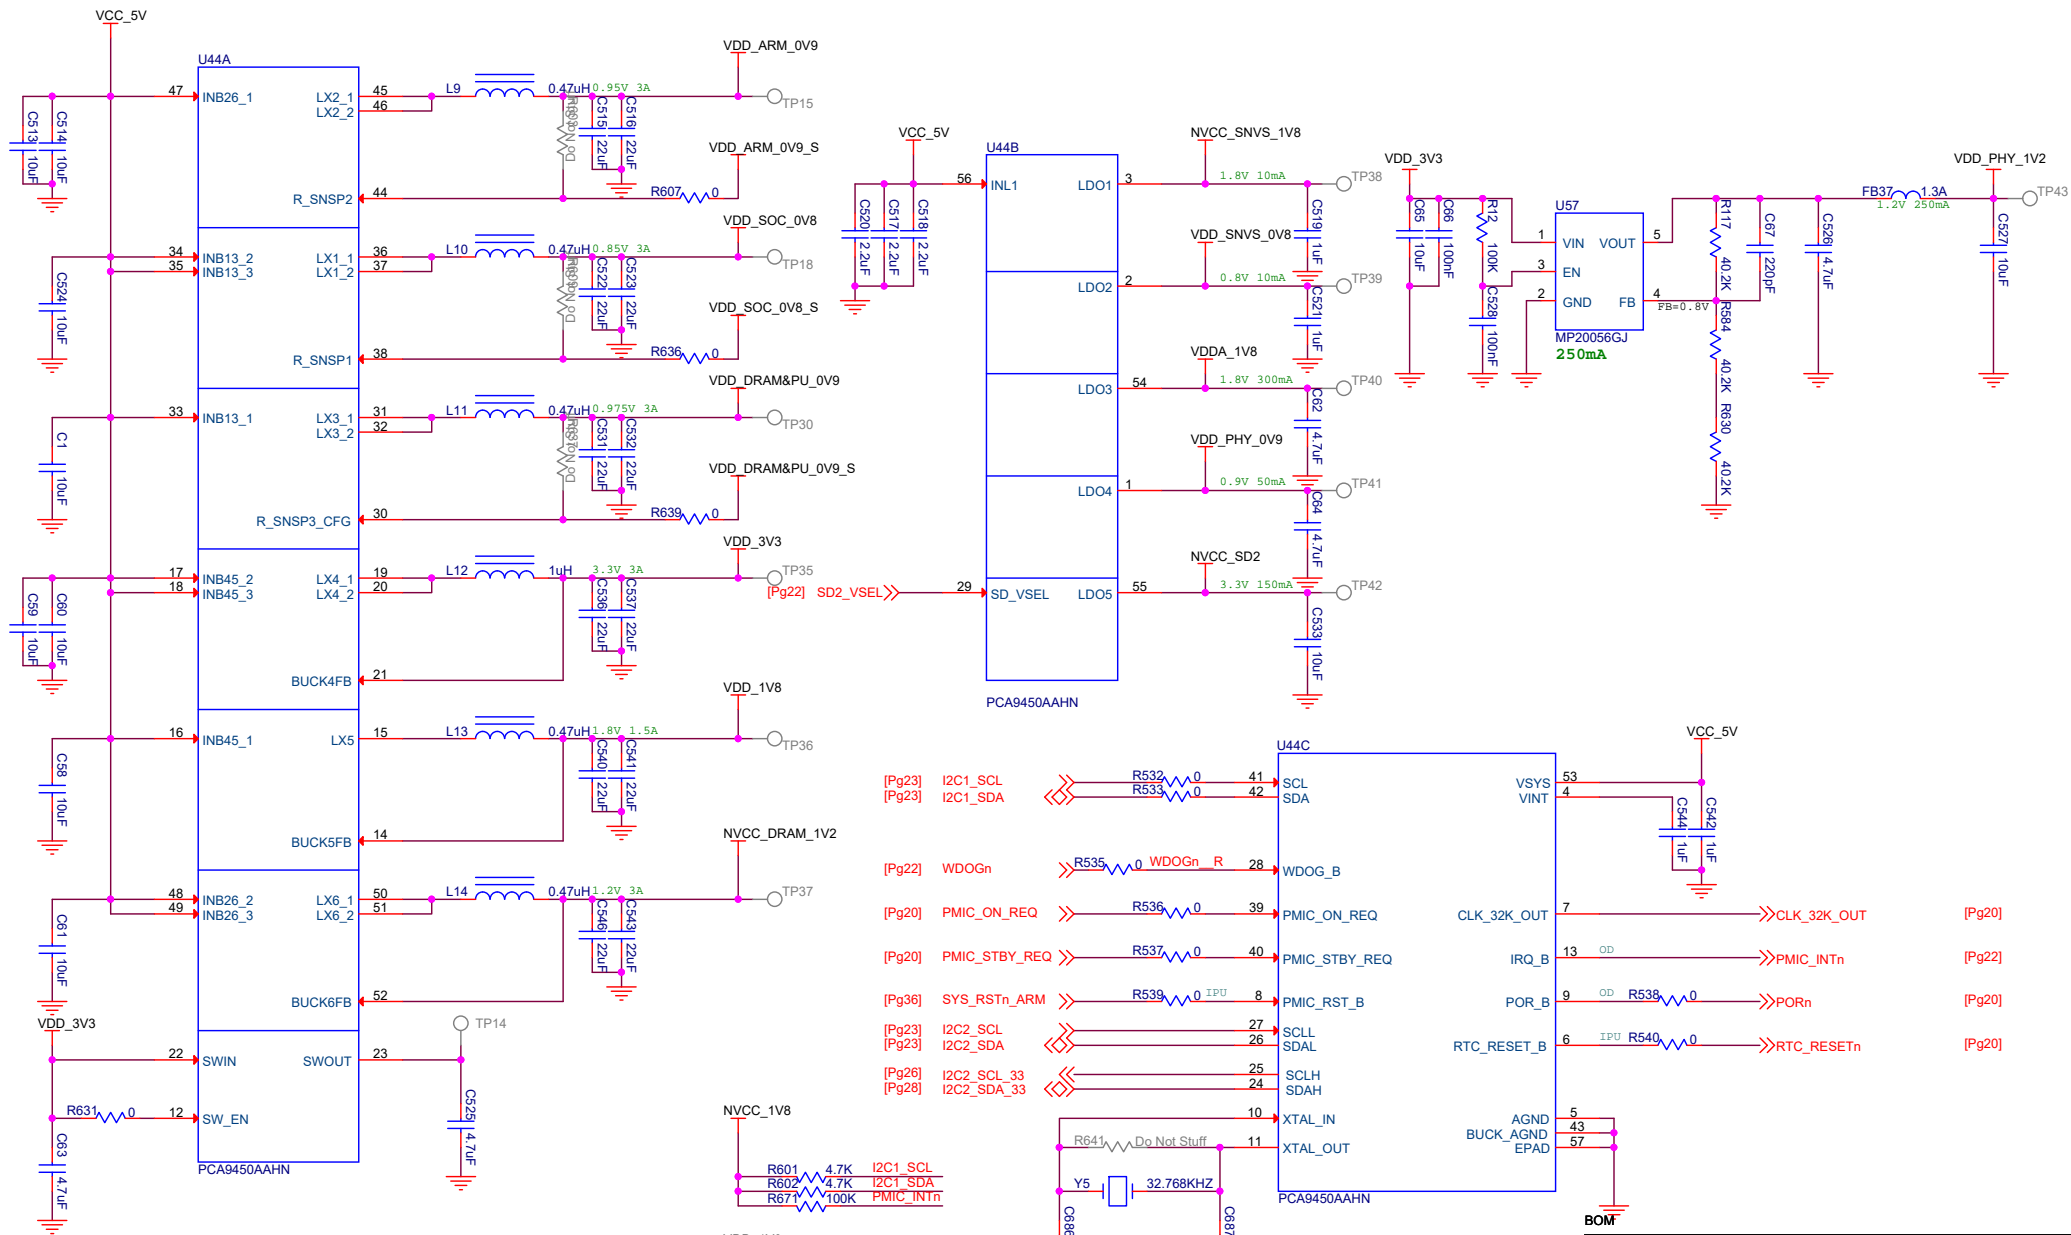 VCC_5V
U44A
47 INB26_1
LX2_1 45
LX2_2 46
L9 0.47uH 0.95V 3A
VDD_ARM_0V9
TP15
C513 10uF
C514 10uF
Do Not Stuff
C515 22uF
C516 22uF
VDD_ARM_0V9_S
R_SNSP2 44
R607 0
VDD_SOC_0V8
34 INB13_2
35 INB13_3
LX1_1 36
LX1_2 37
L10 0.47uH 0.85V 3A
TP18
C524 10uF
Do Not Stuff
C522 22uF
C523 22uF
VDD_SOC_0V8_S
R_SNSP1 38
R636 0
VDD_DRAM&PU_0V9
33 INB13_1
LX3_1 31
LX3_2 32
L11 0.47uH 0.975V 3A
TP30
C1 10uF
Do Not Stuff
C531 22uF
C532 22uF
VDD_DRAM&PU_0V9_S
R_SNSP3_CFG 30
R639 0
VDD_3V3
17 INB45_2
18 INB45_3
LX4_1 19
LX4_2 20
L12 1uH 3.3V 3A
TP35
C59 10uF
C60 10uF
C536 22uF
C537 22uF
BUCK4FB 21
VDD_1V8
16 INB45_1
LX5 15
L13 0.47uH 1.8V 1.5A
TP36
C58 10uF
C540 22uF
C541 22uF
BUCK5FB 14
NVCC_DRAM_1V2
48 INB26_2
49 INB26_3
LX6_1 50
LX6_2 51
L14 0.47uH 1.2V 3A
TP37
C61 10uF
C546 22uF
C543 22uF
BUCK6FB 52
VDD_3V3
TP14
22 SWIN
SWOUT 23
R631 0
12 SW_EN
C63 4.7uF
C525 4.7uF
PCA9450AAHN
VCC_5V
U44B
56 INL1
C520 2.2uF
C517 2.2uF
C518 2.2uF
NVCC_SNVS_1V8
LDO1 3
1.8V 10mA
TP38
C519 1uF
VDD_SNVS_0V8
LDO2 2
0.8V 10mA
TP39
C521 1uF
VDDA_1V8
LDO3 54
1.8V 300mA
TP40
C62 4.7uF
VDD_PHY_0V9
LDO4 1
0.9V 50mA
TP41
C64 4.7uF
NVCC_SD2
[Pg22] SD2_VSEL
29 SD_VSEL
LDO5 55
3.3V 150mA
TP42
C533 10uF
PCA9450AAHN
VDD_3V3
C65 10uF
C66 100nF
R12 100K
C528 100nF
U57
1 VIN VOUT 5
3 EN
2 GND FB 4
FB=0.8V
MP20056GJ
250mA
R117 40.2K
C67 220pF
R584 40.2K
R630 40.2K
C526 4.7uF
FB37 1.3A
1.2V 250mA
VDD_PHY_1V2
TP43
C527 10uF
U44C
VCC_5V
[Pg23] I2C1_SCL R532 0 41 SCL
[Pg23] I2C1_SDA R533 0 42 SDA
VSYS 53
VINT 4
C544 1uF
C542 1uF
[Pg22] WDOGn R535 0 WDOGn__R 28 WDOG_B
[Pg20] PMIC_ON_REQ R536 0 39 PMIC_ON_REQ
CLK_32K_OUT 7 CLK_32K_OUT [Pg20]
[Pg20] PMIC_STBY_REQ R537 0 40 PMIC_STBY_REQ
IRQ_B 13 OD PMIC_INTn [Pg22]
[Pg36] SYS_RSTn_ARM R539 0 IPU 8 PMIC_RST_B
POR_B 9 OD R538 0 PORn [Pg20]
[Pg23] I2C2_SCL 27 SCLL
[Pg23] I2C2_SDA 26 SDAL
RTC_RESET_B 6 IPU R540 0 RTC_RESETn [Pg20]
[Pg26] I2C2_SCL_33 25 SCLH
[Pg28] I2C2_SDA_33 24 SDAH
10 XTAL_IN
AGND 5
BUCK_AGND 43
EPAD 57
R641 Do Not Stuff
11 XTAL_OUT
Y5 32.768KHZ
C686
C687
PCA9450AAHN
NVCC_1V8
R601 4.7K I2C1_SCL
R602 4.7K I2C1_SDA
R671 100K PMIC_INTn
BOM